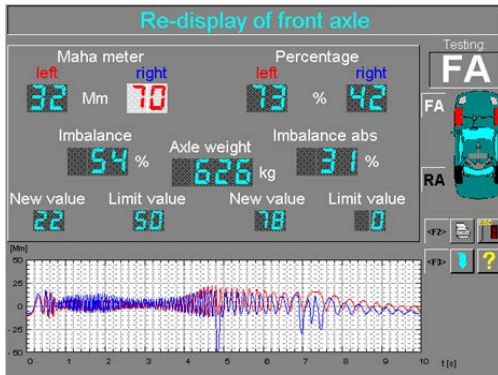 Re-display of front axle
Maha meter Percentage
left right left right
32 Mm 70 73 % 42
Imbalance Axle weight Imbalance abs
54 % 626 kg 31 %
New value Limit value New value Limit value
22 50 78 0
Testing:
FA
FA
RA
<F2>
<F3> ?
[Mm]
50
25
0
-25
-50
0 1 2 3 4 5 6 7 8 9 10
t [s]